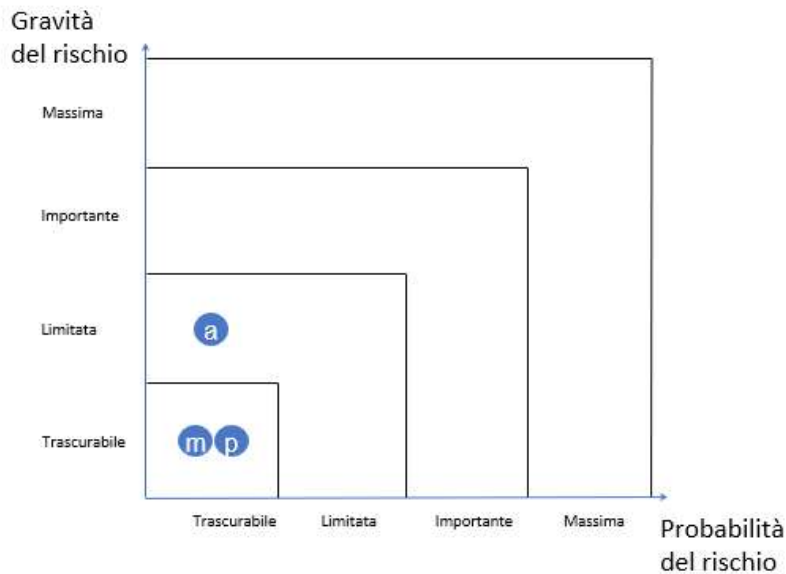 Gravità
del rischio
Massima
Importante
Limitata
a
Trascurabile
m p
Trascurabile Limitata Importante Massima
Probabilità
del rischio